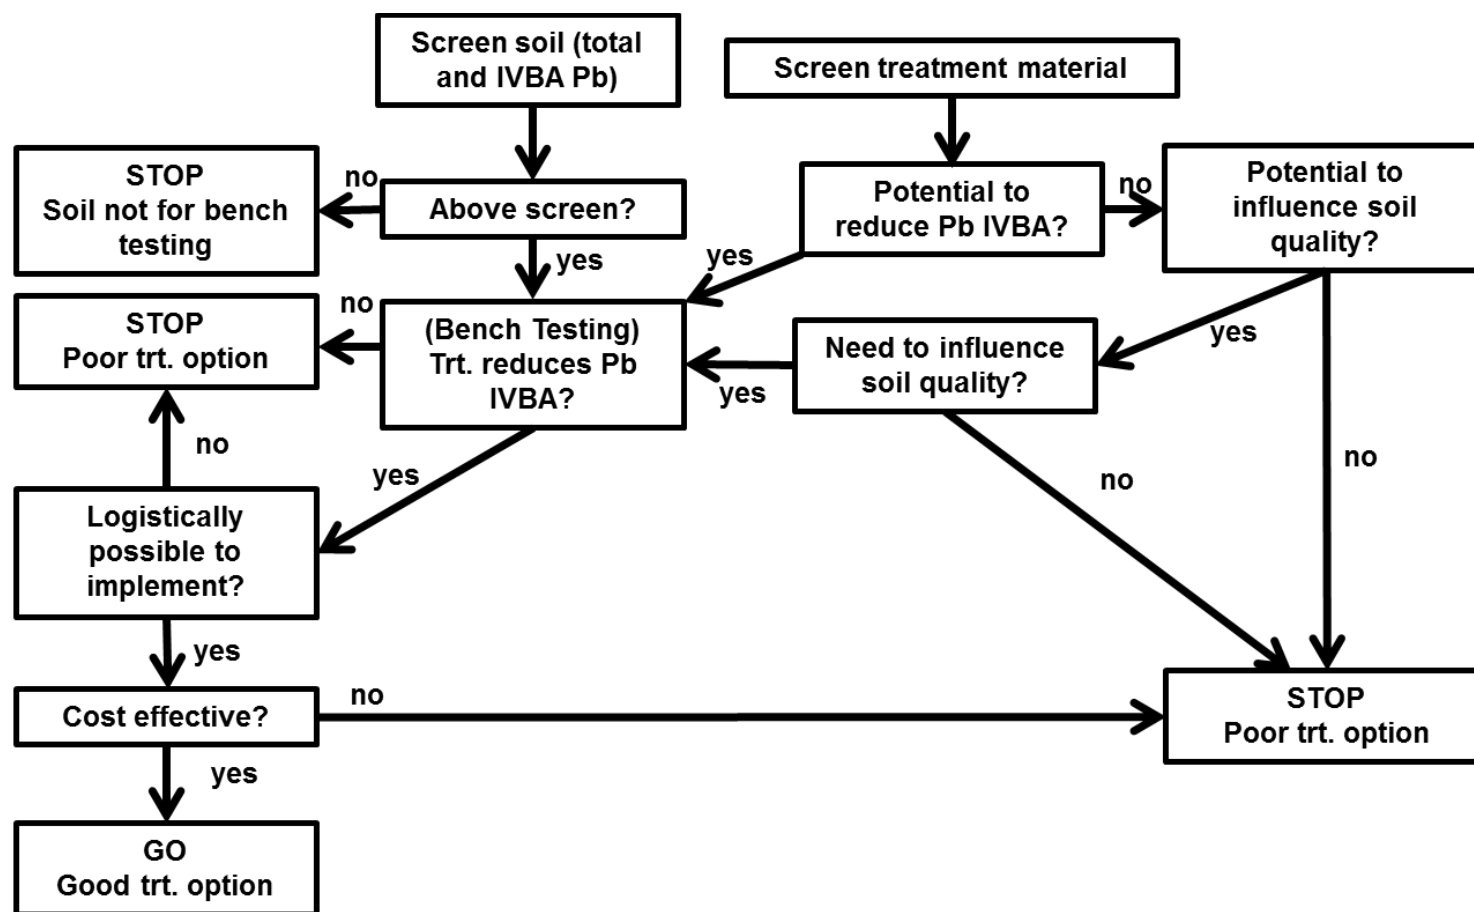 Screen soil (total
and IVBA Pb)
Screen treatment material
STOP
Soil not for bench
testing
no
Above screen?
Potential to
reduce Pb IVBA?
no
Potential to
influence soil
quality?
yes
yes
STOP
Poor trt. option
no
(Bench Testing)
Trt. reduces Pb
IVBA?
yes
Need to influence
soil quality?
yes
no
yes
no
no
Logistically
possible to
implement?
yes
Cost effective?
no
STOP
Poor trt. option
yes
GO
Good trt. option